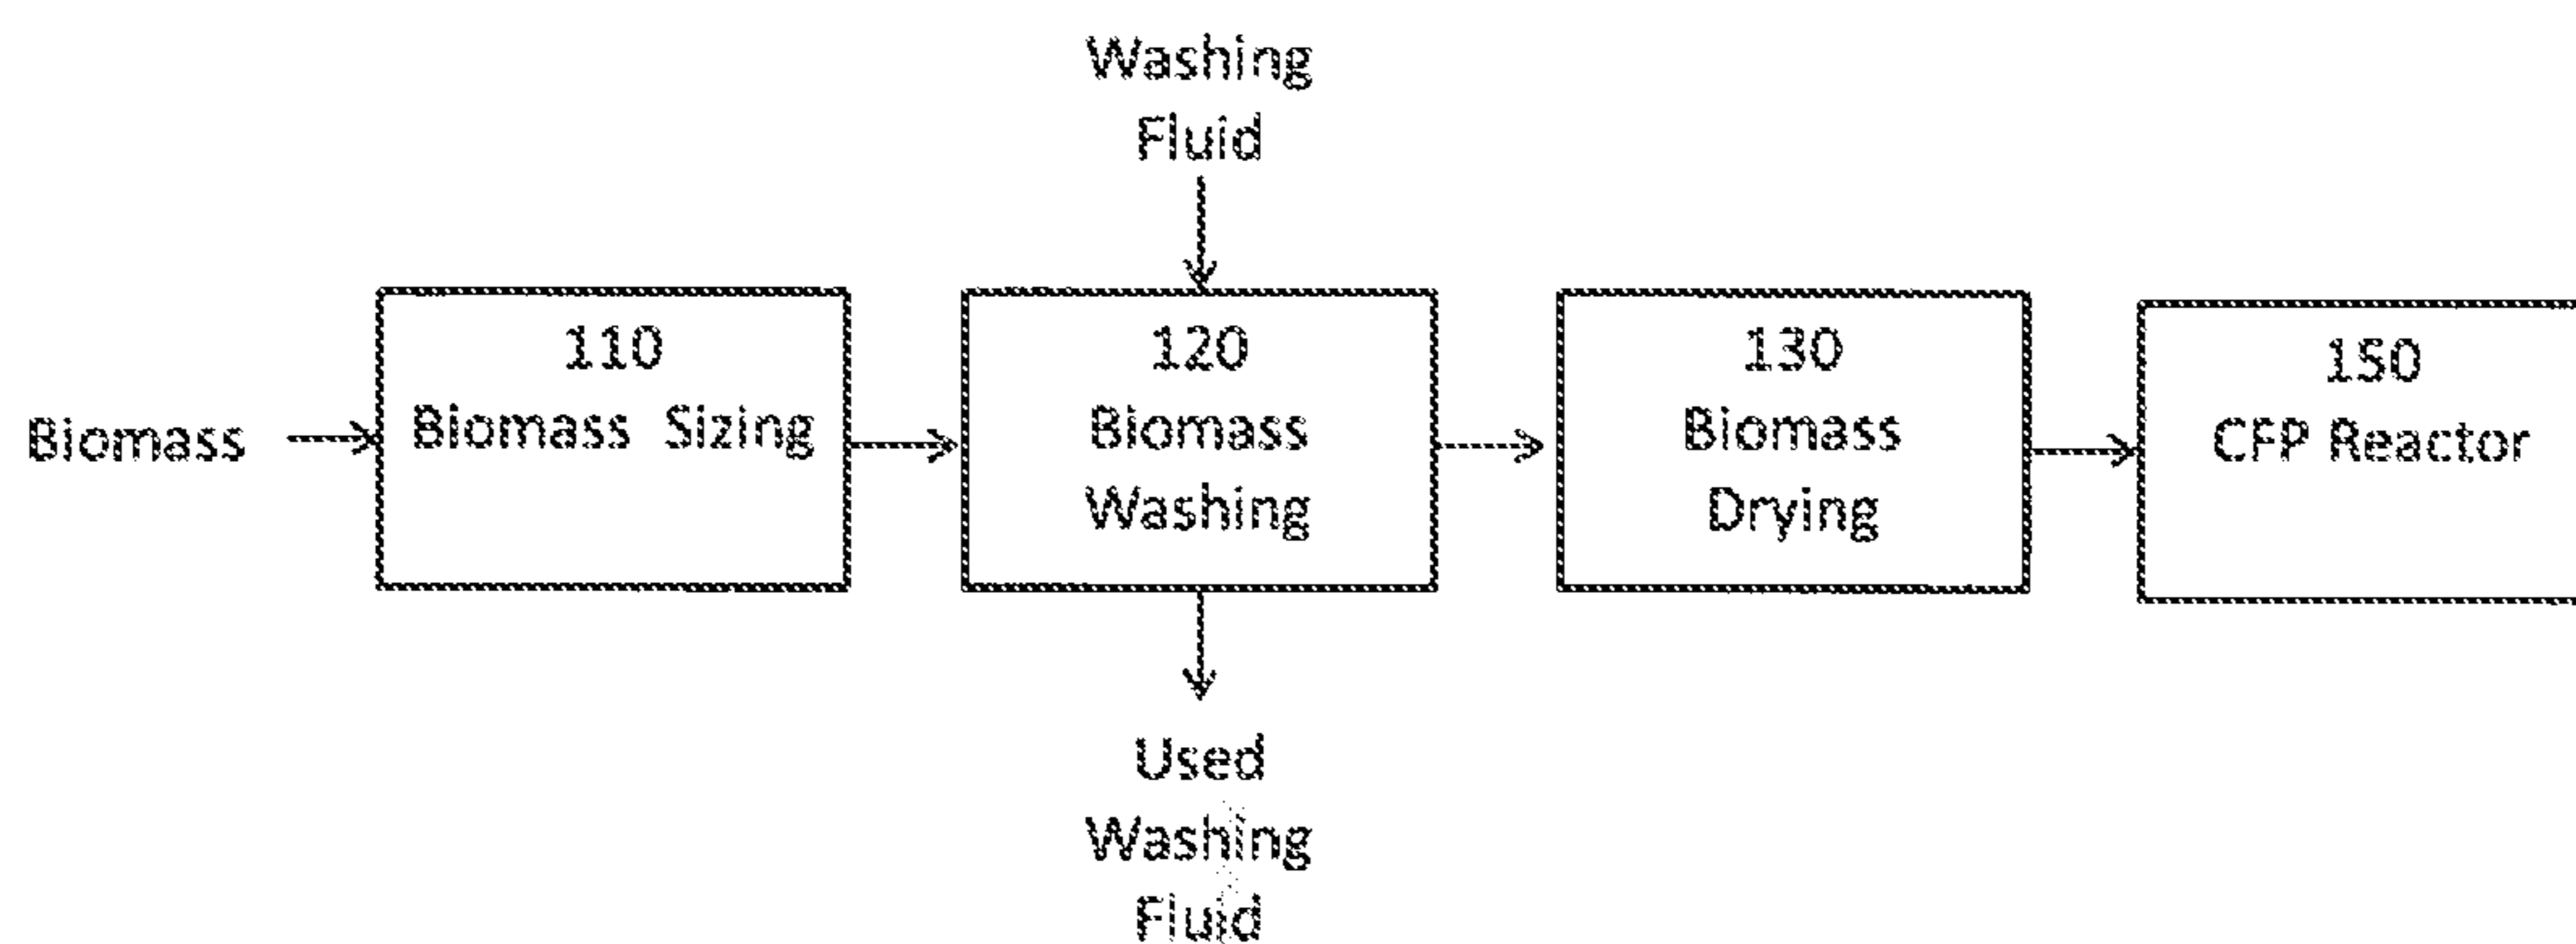 Washing
Fluid
Biomass
110
Biomass Sizing
120
Biomass
Washing
130
Biomass
Drying
150
CFP Reactor
Used
Washing
Fluid